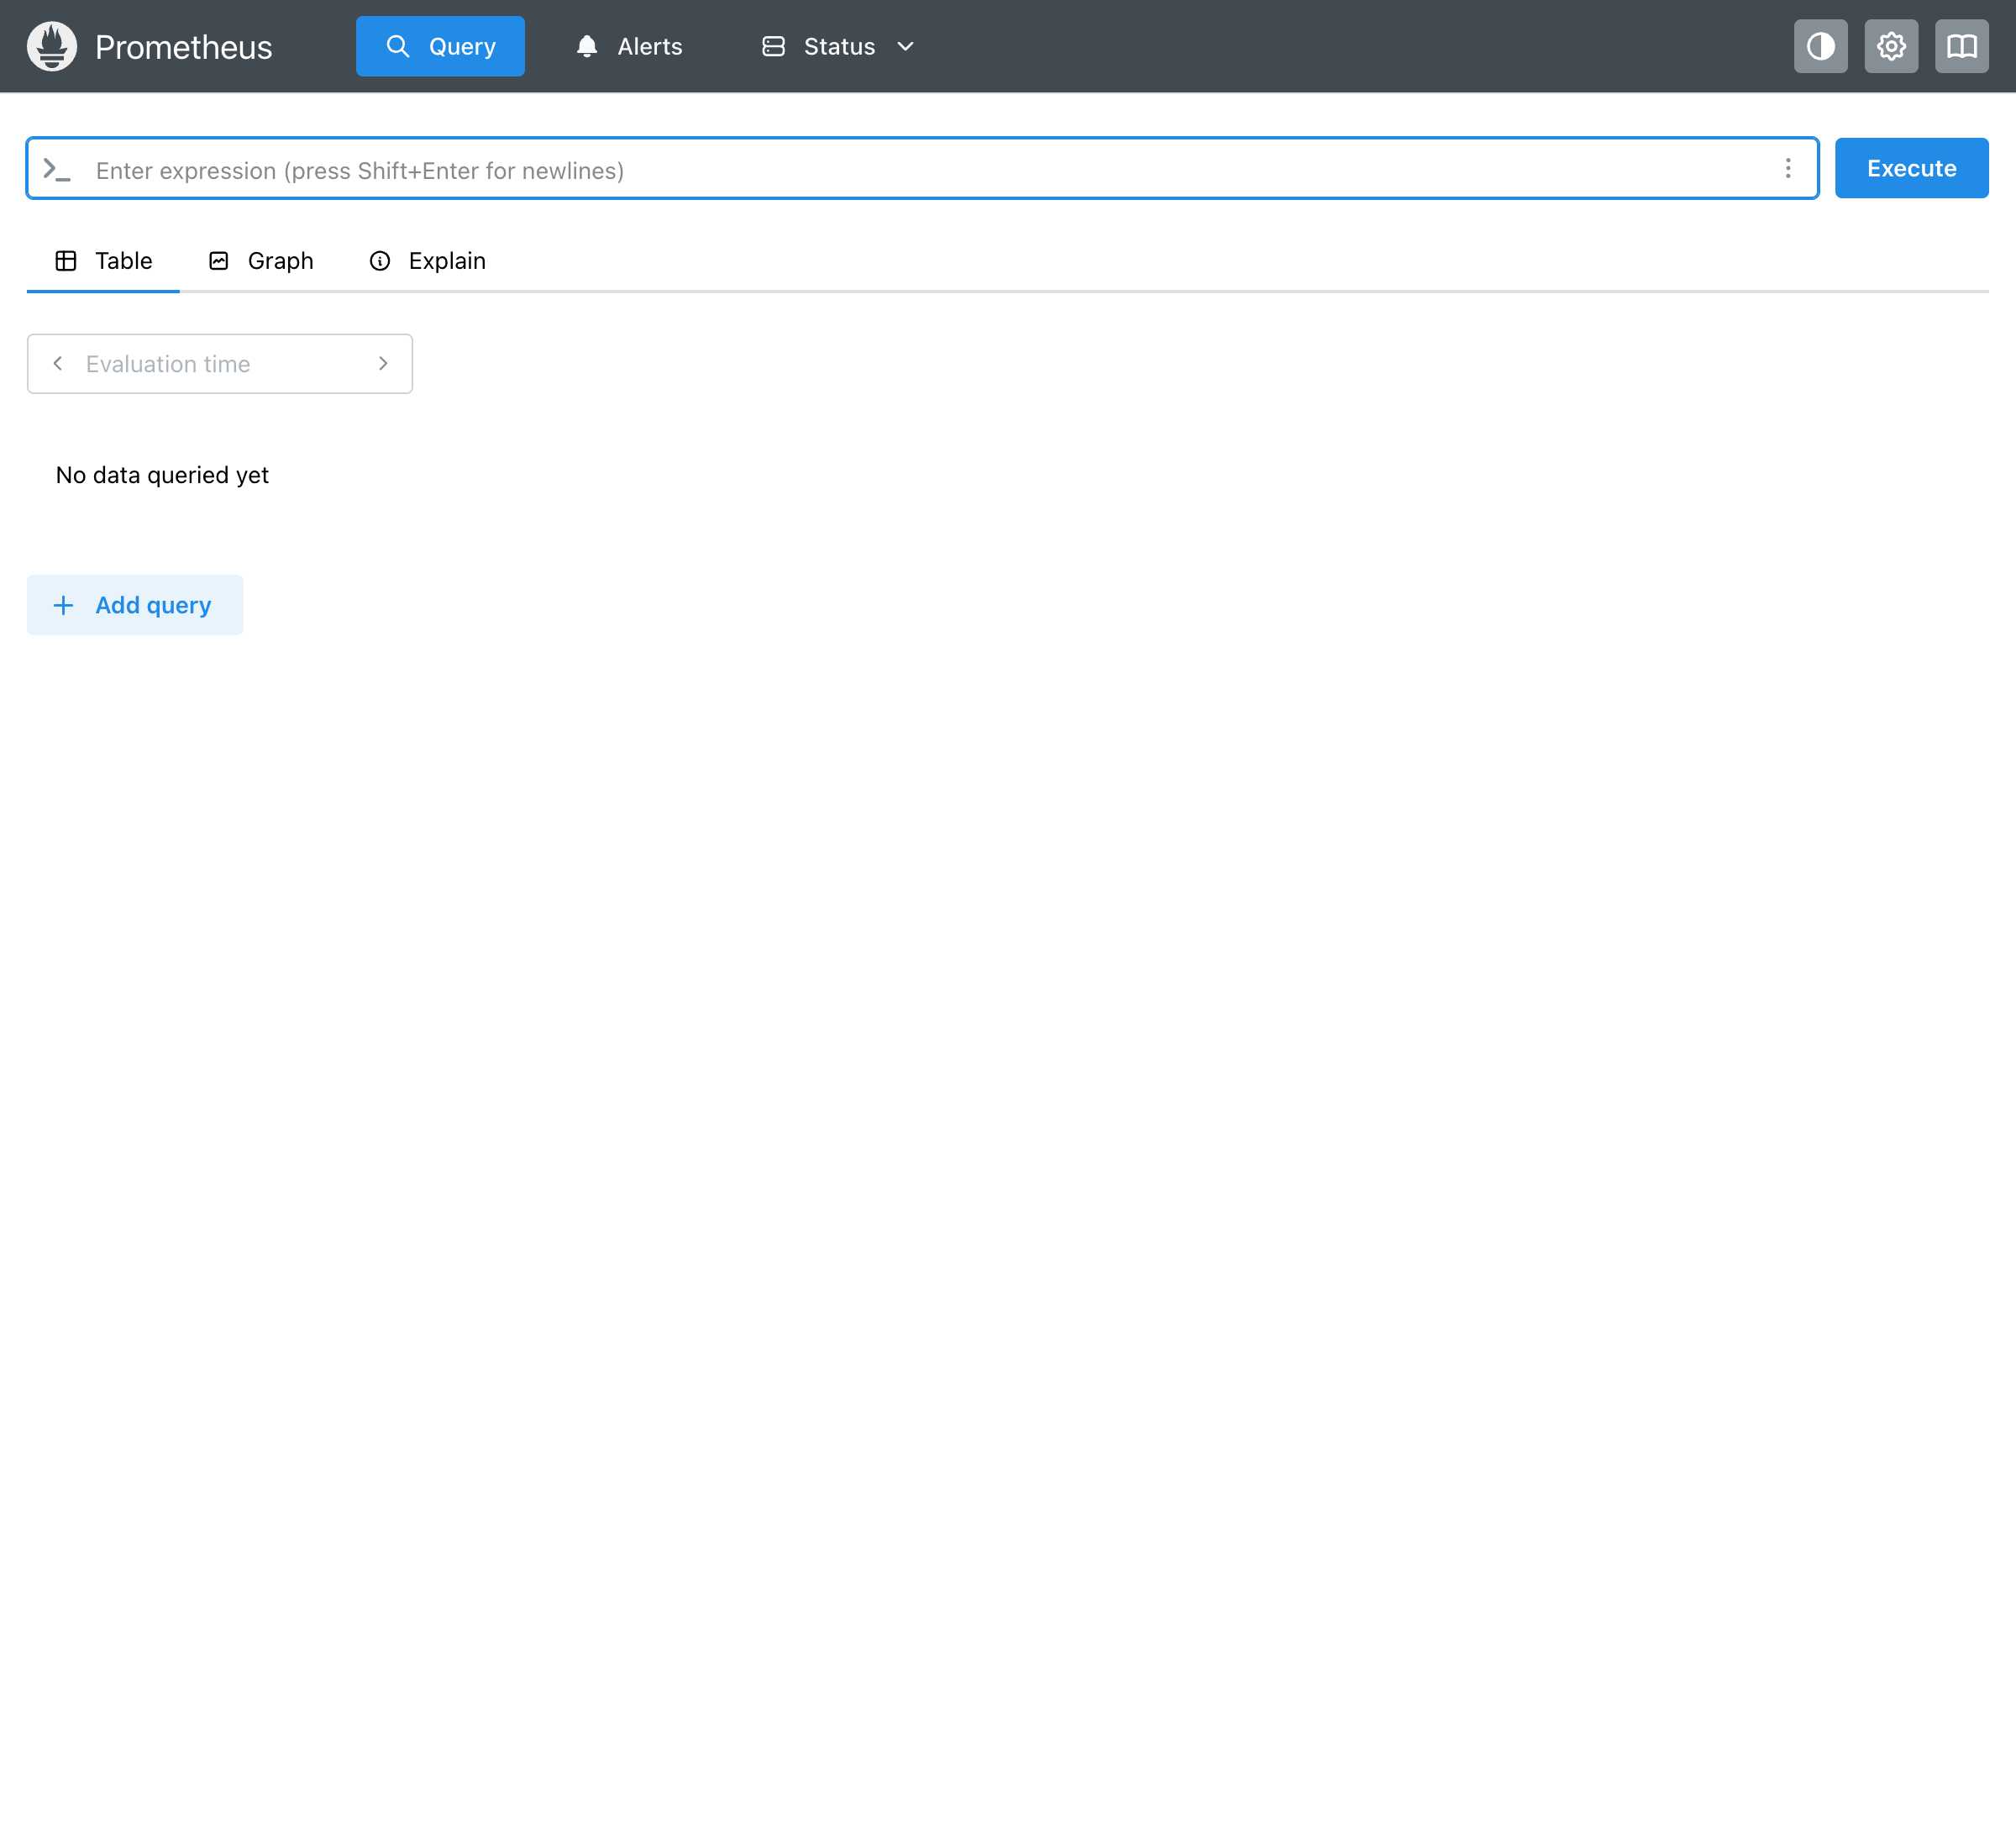 Prometheus Query Alerts Status
Enter expression (press Shift+Enter for newlines) Execute
Table Graph Explain
Evaluation time
No data queried yet
Add query